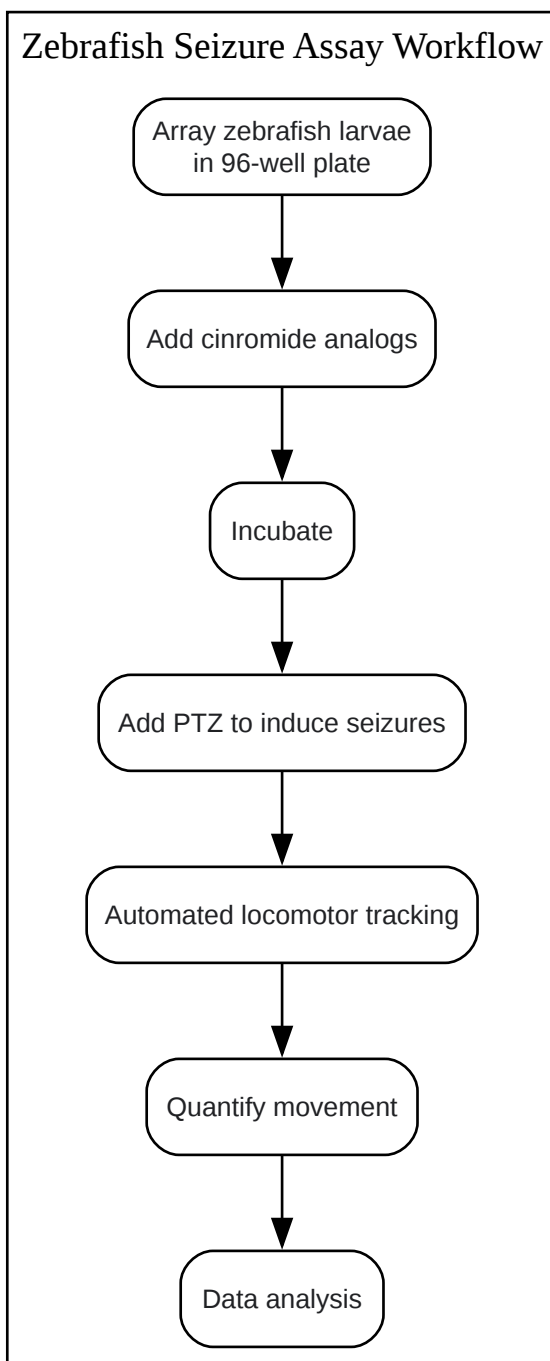 Zebrafish Seizure Assay Workflow
Array zebrafish larvae
in 96-well plate
Add cinromide analogs
Incubate
Add PTZ to induce seizures
Automated locomotor tracking
Quantify movement
Data analysis